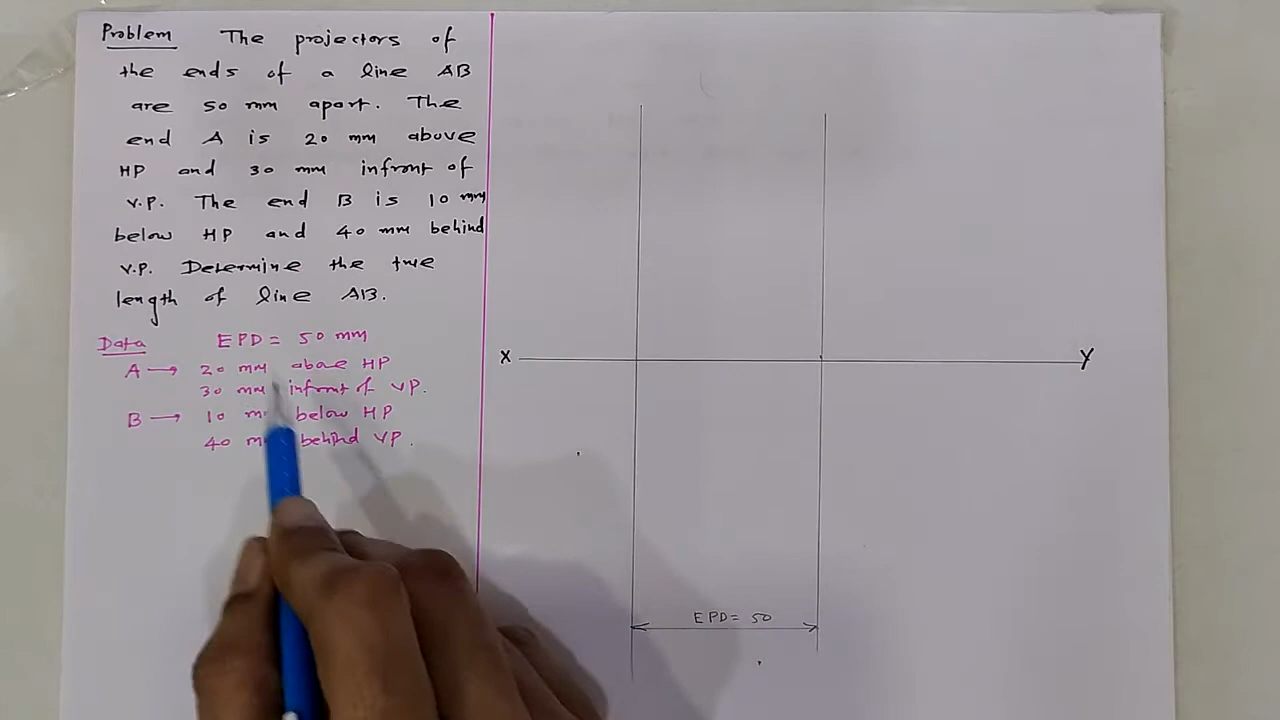 Problem The projectors of
the ends of a line AB
are 50 mm apart. The
end A is 20 mm above
HP and 30 mm infront of
V.P. The end B is 10 mm
below HP and 40 mm behind
V.P. Determine the true
length of line AB.
Data EPD = 50 mm
A → 20 mm above HP
30 mm infront of VP.
B → 10 below HP
40 behind VP.
X Y
EPD = 50